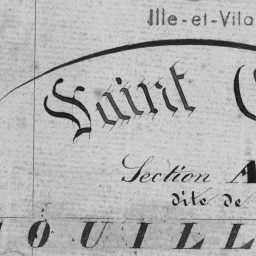 Ille-et-Vila
Saint
Section A
dite de
OUILL